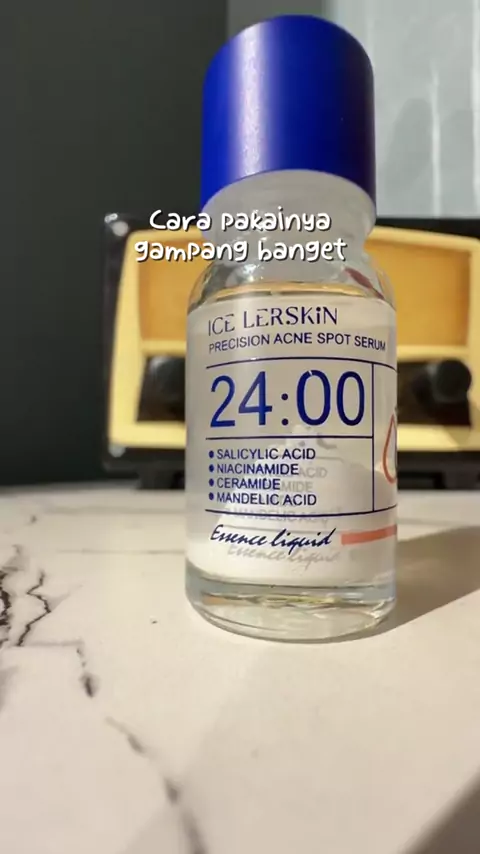 Cara pakainya
gampang banget
ICE LERSKiN
PRECISION ACNE SPOT SERUM
24:00
• SALICYLIC ACID
• NIACINAMIDE
• CERAMIDE
• MANDELIC ACID
Essence liquid